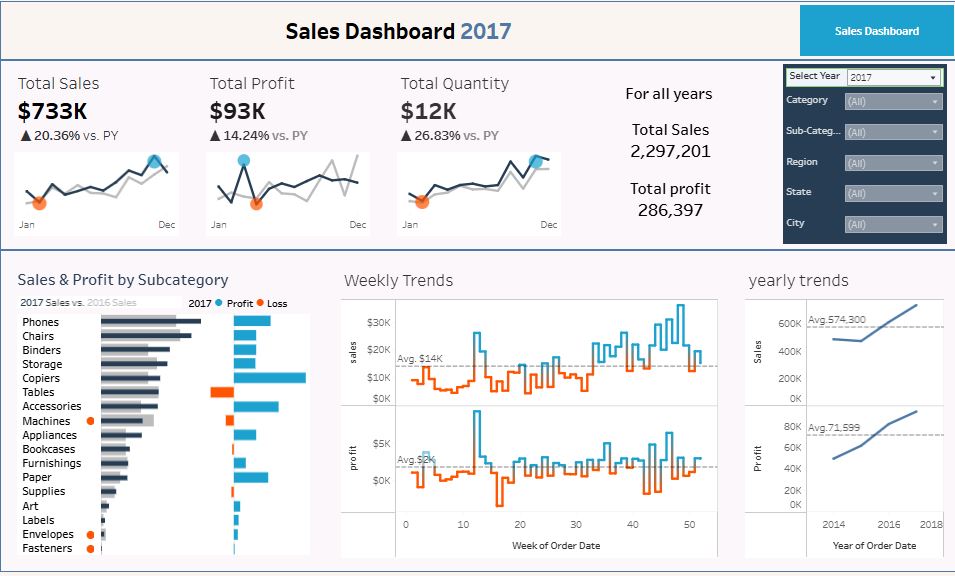 Sales Dashboard 2017
Sales Dashboard
Total Sales
$733K
▲ 20.36% vs. PY
Jan Dec
Total Profit
$93K
▲ 14.24% vs. PY
Jan Dec
Total Quantity
$12K
▲ 26.83% vs. PY
Jan Dec
For all years
Total Sales
2,297,201
Total profit
286,397
Select Year 2017
Category (All)
Sub-Categ... (All)
Region (All)
State (All)
City (All)
Sales & Profit by Subcategory
2017 Sales vs. 2016 Sales
2017 ● Profit ● Loss
Phones
Chairs
Binders
Storage
Copiers
Tables
Accessories
Machines
Appliances
Bookcases
Furnishings
Paper
Supplies
Art
Labels
Envelopes
Fasteners
Weekly Trends
sales
$30K
$20K
Avg. $14K
$10K
$0K
profit
$5K
Avg.$2K
$0K
0 10 20 30 40 50
Week of Order Date
yearly trends
Sales
600K
Avg.574,300
400K
200K
0K
Profit
80K
Avg.71,599
60K
40K
20K
0K
2014 2016 2018
Year of Order Date